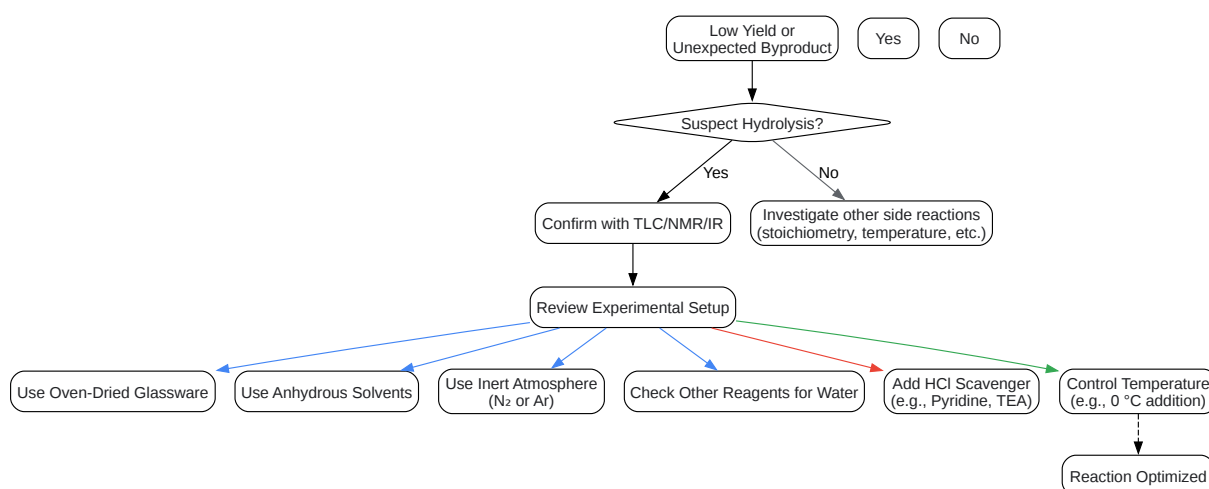 Low Yield or
Unexpected Byproduct
Yes
No
Suspect Hydrolysis?
Yes
No
Confirm with TLC/NMR/IR
Investigate other side reactions
(stoichiometry, temperature, etc.)
Review Experimental Setup
Use Oven-Dried Glassware
Use Anhydrous Solvents
Use Inert Atmosphere
(N₂ or Ar)
Check Other Reagents for Water
Add HCl Scavenger
(e.g., Pyridine, TEA)
Control Temperature
(e.g., 0 °C addition)
Reaction Optimized